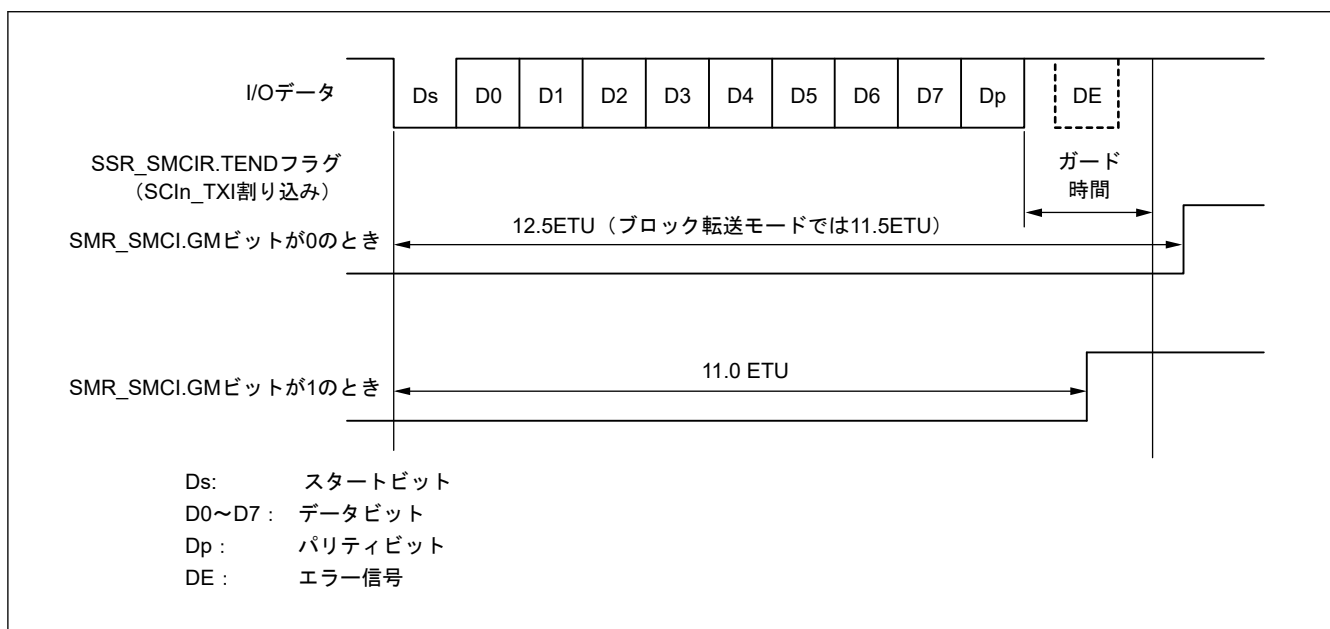 I/Oデータ
Ds D0 D1 D2 D3 D4 D5 D6 D7 Dp DE
SSR_SMCIR.TENDフラグ
（SCIn_TXI割り込み）
ガード
時間
SMR_SMCI.GMビットが0のとき
12.5ETU（ブロック転送モードでは11.5ETU）
SMR_SMCI.GMビットが1のとき
11.0 ETU
Ds: スタートビット
D0～D7： データビット
Dp： パリティビット
DE： エラー信号